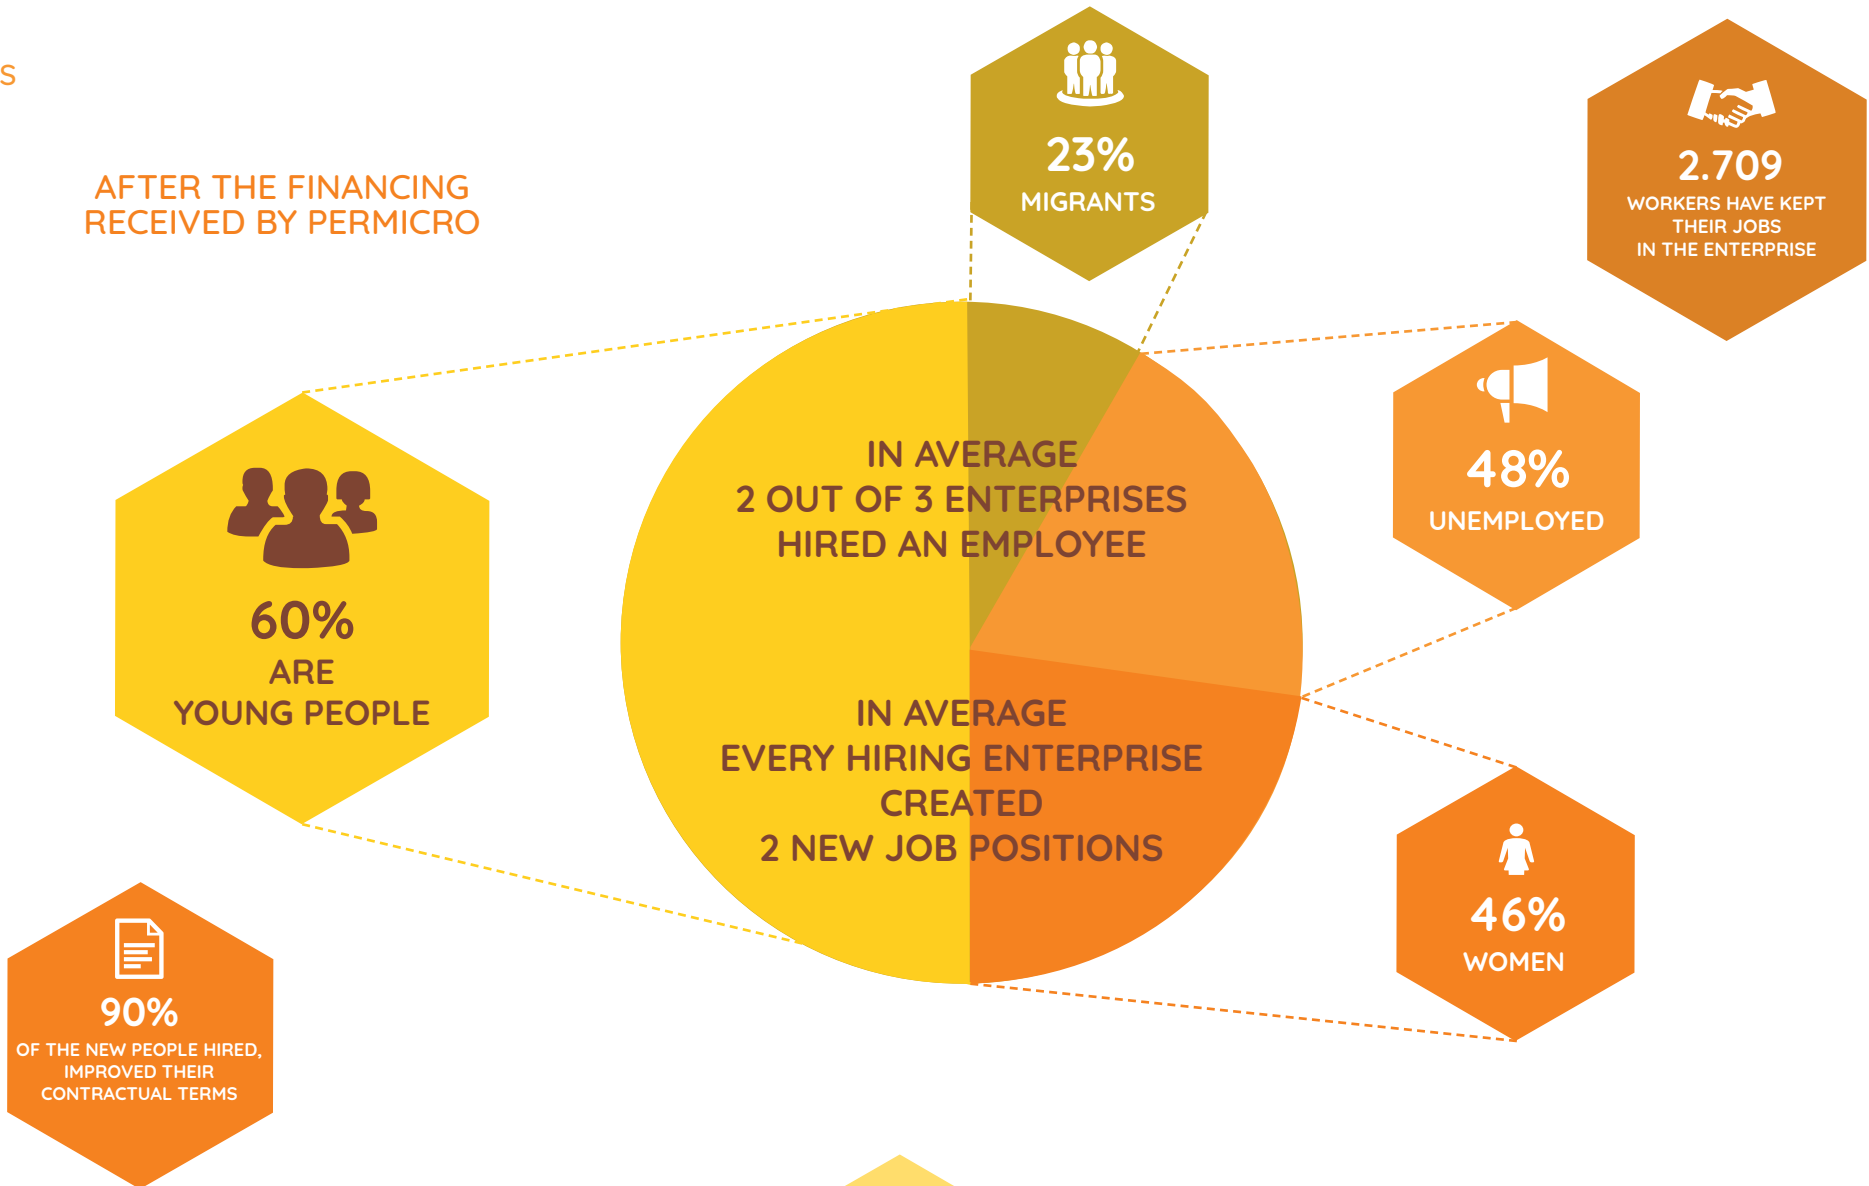 S
AFTER THE FINANCING
RECEIVED BY PERMICRO
23%
MIGRANTS
2.709
WORKERS HAVE KEPT
THEIR JOBS
IN THE ENTERPRISE
IN AVERAGE
2 OUT OF 3 ENTERPRISES
HIRED AN EMPLOYEE
48%
UNEMPLOYED
60%
ARE
YOUNG PEOPLE
IN AVERAGE
EVERY HIRING ENTERPRISE
CREATED
2 NEW JOB POSITIONS
46%
WOMEN
90%
OF THE NEW PEOPLE HIRED,
IMPROVED THEIR
CONTRACTUAL TERMS